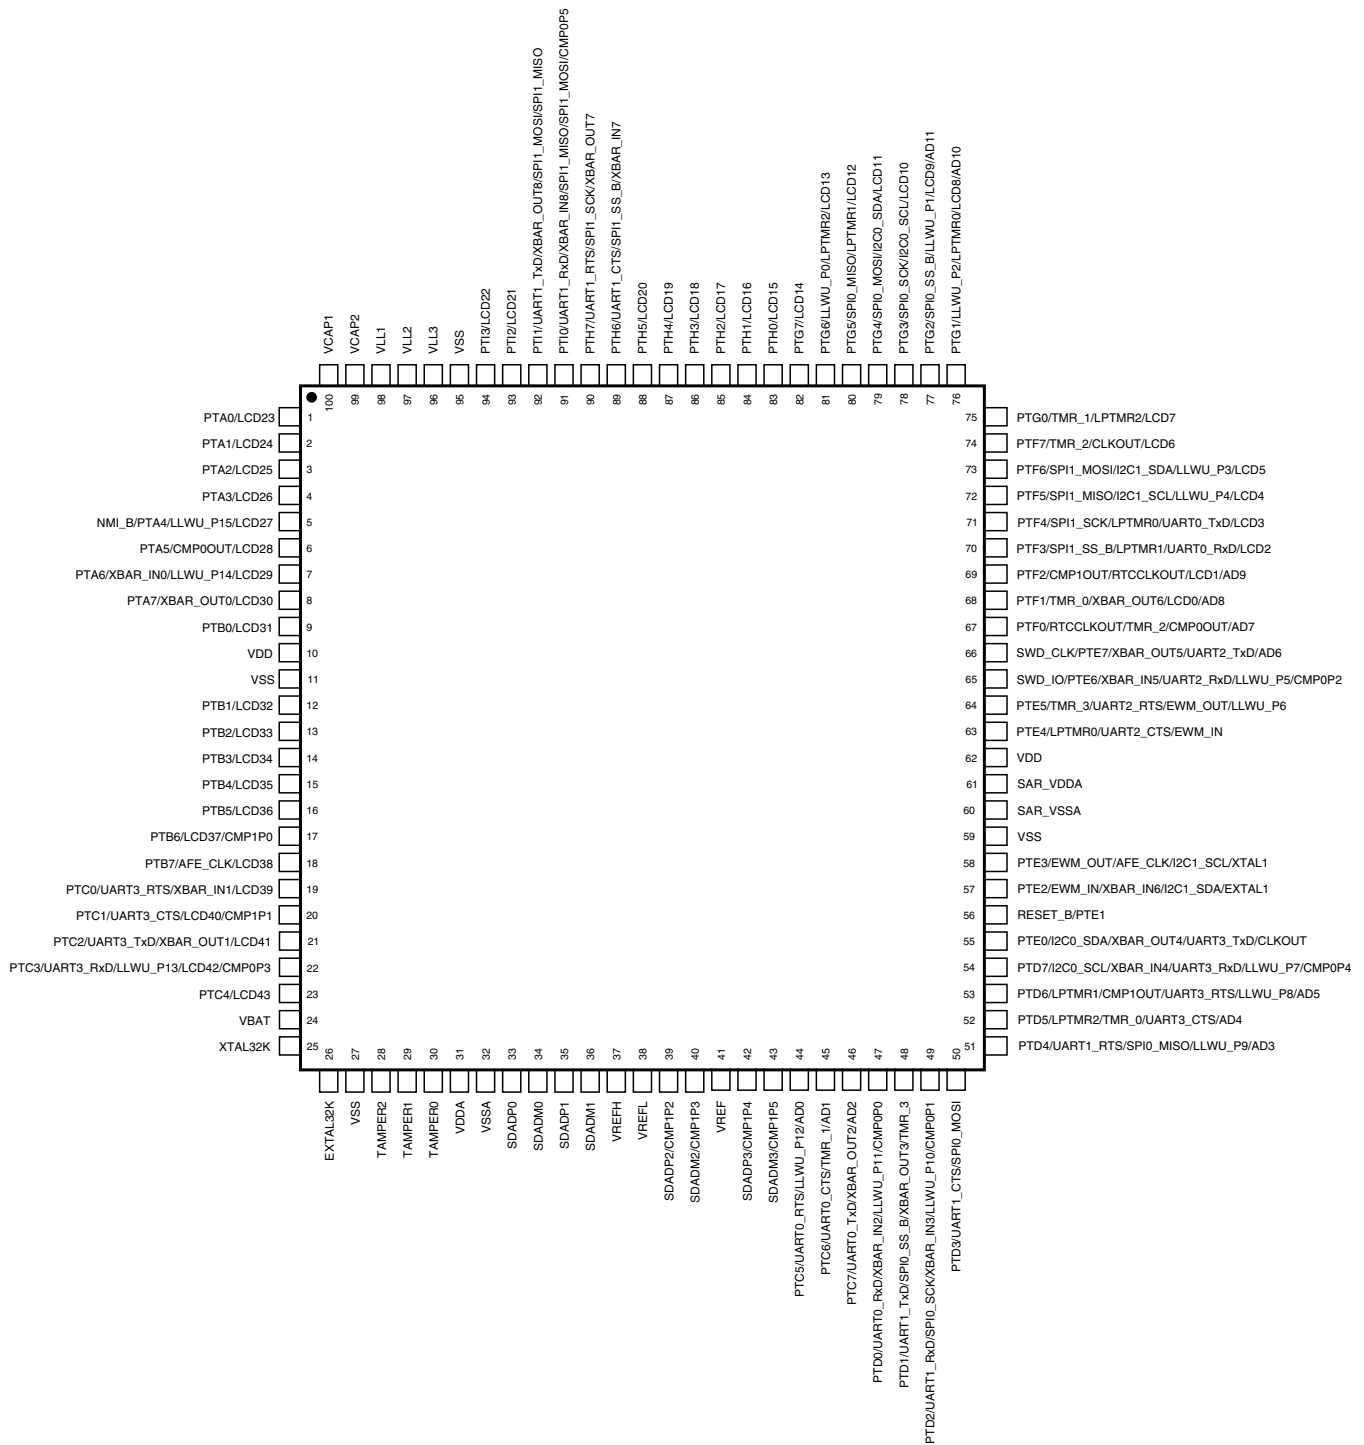 VCAP1
VCAP2
VLL1
VLL2
VLL3
VSS
PTI3/LCD22
PTI2/LCD21
PTI1/UART1_TxD/XBAR_OUT8/SPI1_MOSI/SPI1_MISO
PTI0/UART1_RxD/XBAR_IN8/SPI1_MISO/SPI1_MOSI/CMP0P5
PTH7/UART1_RTS/SPI1_SCK/XBAR_OUT7
PTH6/UART1_CTS/SPI1_SS_B/XBAR_IN7
PTH5/LCD20
PTH4/LCD19
PTH3/LCD18
PTH2/LCD17
PTH1/LCD16
PTH0/LCD15
PTG7/LCD14
PTG6/LLWU_P0/LPTMR2/LCD13
PTG5/SPI0_MISO/LPTMR1/LCD12
PTG4/SPI0_MOSI/I2C0_SDA/LCD11
PTG3/SPI0_SCK/I2C0_SCL/LCD10
PTG2/SPI0_SS_B/LLWU_P1/LCD9/AD11
PTG1/LLWU_P2/LPTMR0/LCD8/AD10
100 99 98 97 96 95 94 93 92 91 90 89 88 87 86 85 84 83 82 81 80 79 78 77 76
PTA0/LCD23 1 75 PTG0/TMR_1/LPTMR2/LCD7
PTA1/LCD24 2 74 PTF7/TMR_2/CLKOUT/LCD6
PTA2/LCD25 3 73 PTF6/SPI1_MOSI/I2C1_SDA/LLWU_P3/LCD5
PTA3/LCD26 4 72 PTF5/SPI1_MISO/I2C1_SCL/LLWU_P4/LCD4
NMI_B/PTA4/LLWU_P15/LCD27 5 71 PTF4/SPI1_SCK/LPTMR0/UART0_TxD/LCD3
PTA5/CMP0OUT/LCD28 6 70 PTF3/SPI1_SS_B/LPTMR1/UART0_RxD/LCD2
PTA6/XBAR_IN0/LLWU_P14/LCD29 7 69 PTF2/CMP1OUT/RTCCLKOUT/LCD1/AD9
PTA7/XBAR_OUT0/LCD30 8 68 PTF1/TMR_0/XBAR_OUT6/LCD0/AD8
PTB0/LCD31 9 67 PTF0/RTCCLKOUT/TMR_2/CMP0OUT/AD7
VDD 10 66 SWD_CLK/PTE7/XBAR_OUT5/UART2_TxD/AD6
VSS 11 65 SWD_IO/PTE6/XBAR_IN5/UART2_RxD/LLWU_P5/CMP0P2
PTB1/LCD32 12 64 PTE5/TMR_3/UART2_RTS/EWM_OUT/LLWU_P6
PTB2/LCD33 13 63 PTE4/LPTMR0/UART2_CTS/EWM_IN
PTB3/LCD34 14 62 VDD
PTB4/LCD35 15 61 SAR_VDDA
PTB5/LCD36 16 60 SAR_VSSA
PTB6/LCD37/CMP1P0 17 59 VSS
PTB7/AFE_CLK/LCD38 18 58 PTE3/EWM_OUT/AFE_CLK/I2C1_SCL/XTAL1
PTC0/UART3_RTS/XBAR_IN1/LCD39 19 57 PTE2/EWM_IN/XBAR_IN6/I2C1_SDA/EXTAL1
PTC1/UART3_CTS/LCD40/CMP1P1 20 56 RESET_B/PTE1
PTC2/UART3_TxD/XBAR_OUT1/LCD41 21 55 PTE0/I2C0_SDA/XBAR_OUT4/UART3_TxD/CLKOUT
PTC3/UART3_RxD/LLWU_P13/LCD42/CMP0P3 22 54 PTD7/I2C0_SCL/XBAR_IN4/UART3_RxD/LLWU_P7/CMP0P4
PTC4/LCD43 23 53 PTD6/LPTMR1/CMP1OUT/UART3_RTS/LLWU_P8/AD5
VBAT 24 52 PTD5/LPTMR2/TMR_0/UART3_CTS/AD4
XTAL32K 25 51 PTD4/UART1_RTS/SPI0_MISO/LLWU_P9/AD3
26 27 28 29 30 31 32 33 34 35 36 37 38 39 40 41 42 43 44 45 46 47 48 49 50
EXTAL32K
VSS
TAMPER2
TAMPER1
TAMPER0
VDDA
VSSA
SDADP0
SDADM0
SDADP1
SDADM1
VREFH
VREFL
SDADP2/CMP1P2
SDADM2/CMP1P3
VREF
SDADP3/CMP1P4
SDADM3/CMP1P5
PTC5/UART0_RTS/LLWU_P12/AD0
PTC6/UART0_CTS/TMR_1/AD1
PTC7/UART0_TxD/XBAR_OUT2/AD2
PTD0/UART0_RxD/XBAR_IN2/LLWU_P11/CMP0P0
PTD1/UART1_TxD/SPI0_SS_B/XBAR_OUT3/TMR_3
PTD2/UART1_RxD/SPI0_SCK/XBAR_IN3/LLWU_P10/CMP0P1
PTD3/UART1_CTS/SPI0_MOSI